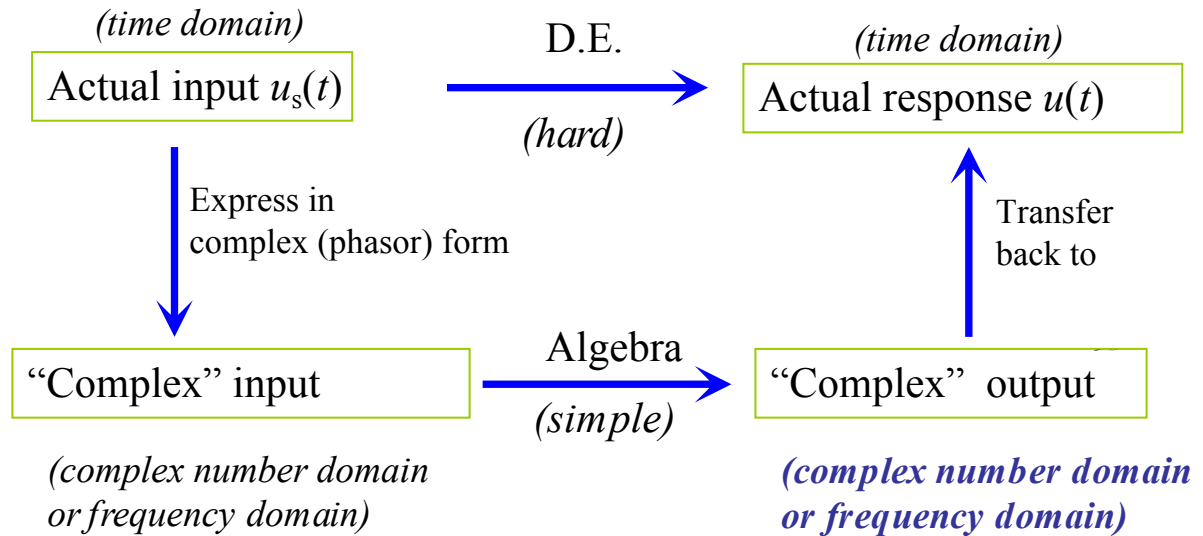 (time domain)
D.E.
(time domain)
Actual input uₛ(t)
(hard)
Actual response u(t)
Express in
complex (phasor) form
Transfer
back to
“Complex” input
Algebra
(simple)
“Complex” output
(complex number domain
or frequency domain)
(complex number domain
or frequency domain)